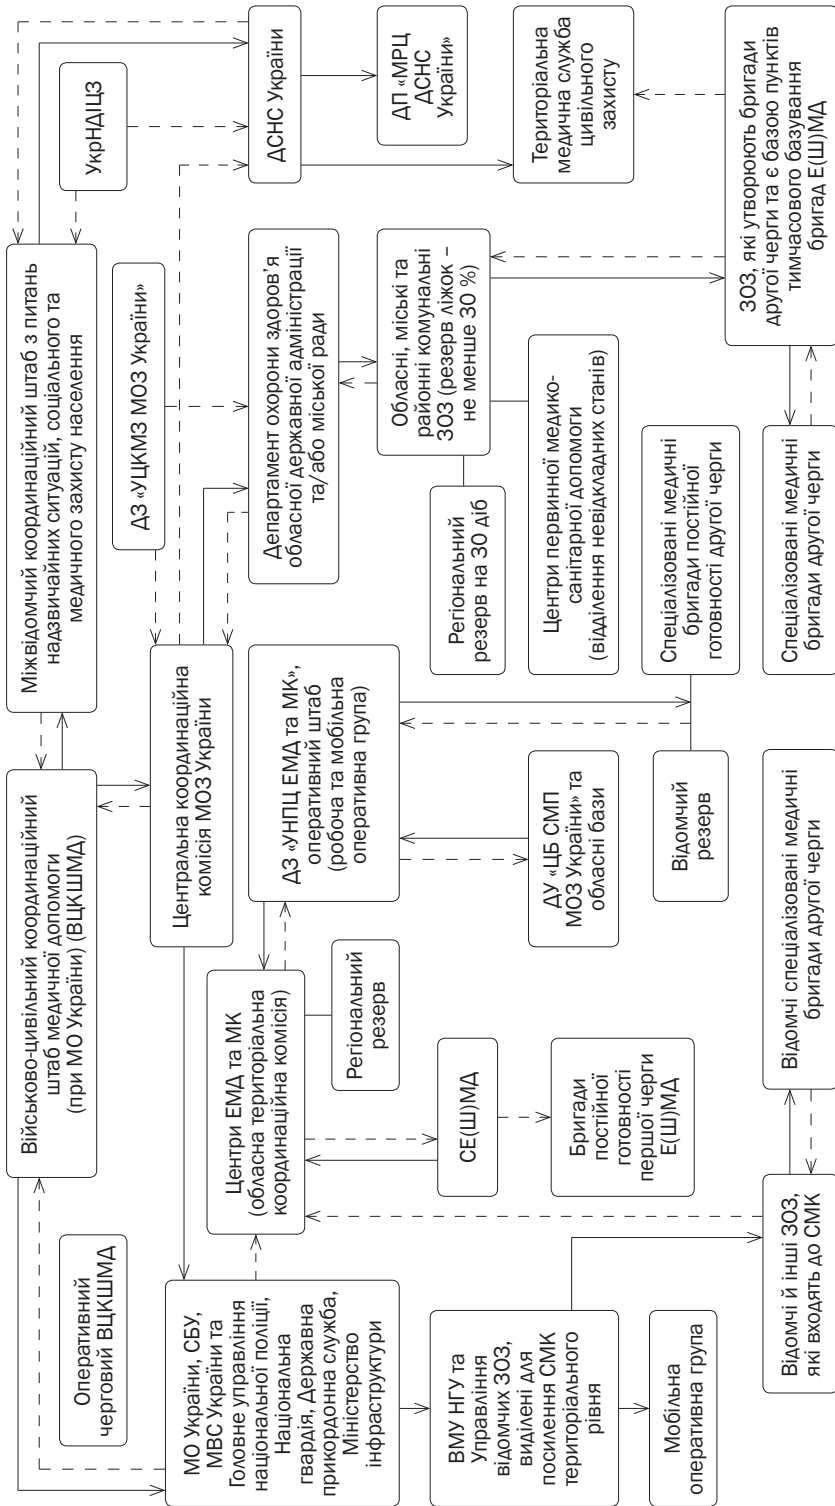 Оперативний
черговий ВЦКШМД
Військово-цивільний координаційний
штаб медичної допомоги
(при МО України) (ВЦКШМД)
Міжвідомчий координаційний штаб з питань
надзвичайних ситуацій, соціального та
медичного захисту населення
УкрНДІЦЗ
МО України, СБУ,
МВС України та
Головне управління
національної поліції,
Національна
гвардія, Державна
прикордонна служба,
Міністерство
інфраструктури
Центральна координаційна
комісія МОЗ України
ДЗ «УЦКМЗ МОЗ України»
ДСНС України
Центри ЕМД та МК
(обласна територіальна
координаційна комісія)
ДЗ «УНПЦ ЕМД та МК»,
оперативний штаб
(робоча та мобільна
оперативна група)
Департамент охорони здоров’я
обласної державної адміністрації
та/або міської ради
ДП «МРЦ
ДСНС
України»
Регіональний
резерв
Обласні, міські та
районні комунальні
ЗОЗ (резерв ліжок –
не менше 30 %)
ВМУ НГУ та
Управління
відомчих ЗОЗ,
виділені для
посилення СМК
територіального
рівня
СЕ(Ш)МД
Регіональний
резерв на 30 діб
Територіальна
медична служба
цивільного
захисту
Бригади
постійної
готовності
першої черги
Е(Ш)МД
ДУ «ЦБ СМП
МОЗ України» та
обласні бази
Центри первинної медико-
санітарної допомоги
(відділення невідкладних станів)
Мобільна
оперативна група
Відомчий
резерв
Спеціалізовані медичні
бригади постійної
готовності другої черги
ЗОЗ, які утворюють бригади
другої черги та є базою пунктів
тимчасового базування
бригад Е(Ш)МД
Відомчі й інші ЗОЗ,
які входять до СМК
Відомчі спеціалізовані медичні
бригади другої черги
Спеціалізовані медичні
бригади другої черги